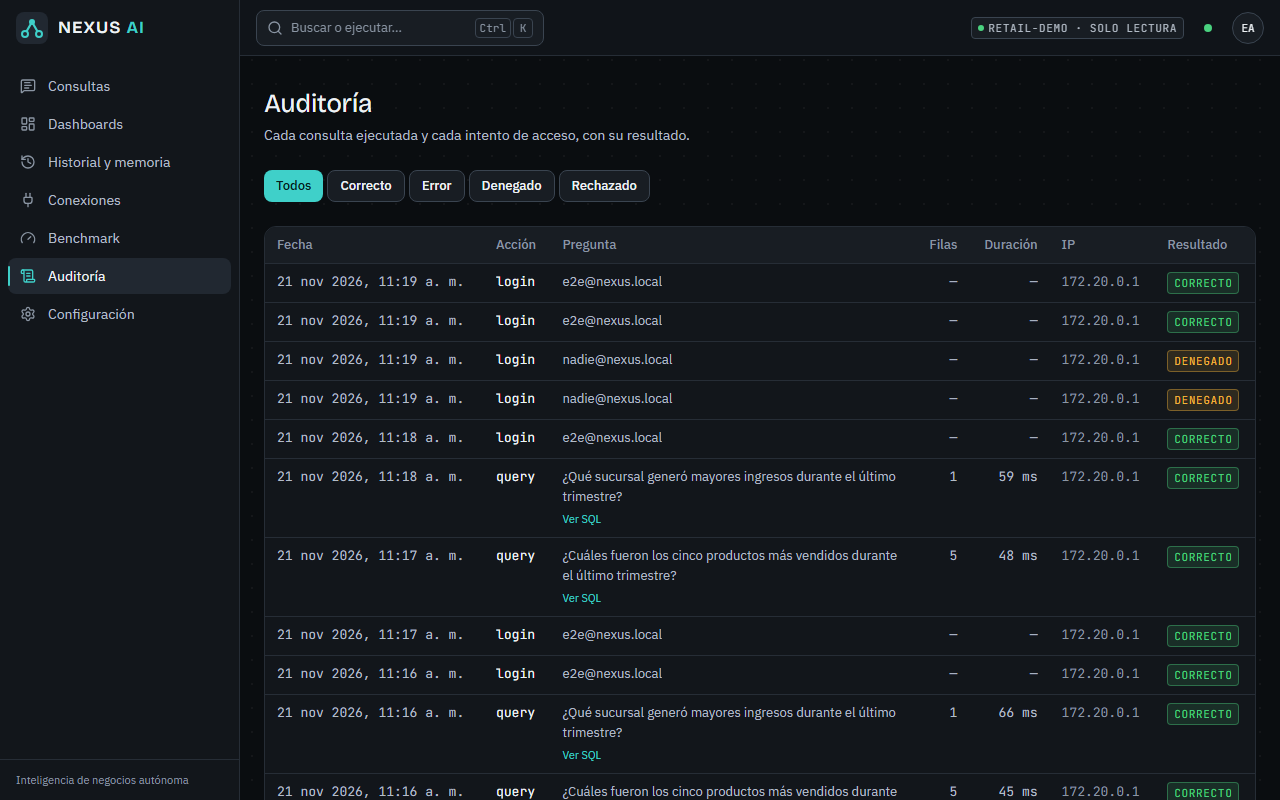 NEXUS AI
Buscar o ejecutar...
Ctrl K
RETAIL-DEMO · SOLO LECTURA
EA
Consultas
Dashboards
Historial y memoria
Conexiones
Benchmark
Auditoría
Configuración
Inteligencia de negocios autónoma
Auditoría
Cada consulta ejecutada y cada intento de acceso, con su resultado.
Todos Correcto Error Denegado Rechazado
Fecha Acción Pregunta Filas Duración IP Resultado
21 nov 2026, 11:19 a. m. login e2e@nexus.local — — 172.20.0.1 CORRECTO
21 nov 2026, 11:19 a. m. login e2e@nexus.local — — 172.20.0.1 CORRECTO
21 nov 2026, 11:19 a. m. login nadie@nexus.local — — 172.20.0.1 DENEGADO
21 nov 2026, 11:19 a. m. login nadie@nexus.local — — 172.20.0.1 DENEGADO
21 nov 2026, 11:18 a. m. login e2e@nexus.local — — 172.20.0.1 CORRECTO
21 nov 2026, 11:18 a. m. query ¿Qué sucursal generó mayores ingresos durante el último 1 59 ms 172.20.0.1 CORRECTO
trimestre?
Ver SQL
21 nov 2026, 11:17 a. m. query ¿Cuáles fueron los cinco productos más vendidos durante 5 48 ms 172.20.0.1 CORRECTO
el último trimestre?
Ver SQL
21 nov 2026, 11:17 a. m. login e2e@nexus.local — — 172.20.0.1 CORRECTO
21 nov 2026, 11:16 a. m. login e2e@nexus.local — — 172.20.0.1 CORRECTO
21 nov 2026, 11:16 a. m. query ¿Qué sucursal generó mayores ingresos durante el último 1 66 ms 172.20.0.1 CORRECTO
trimestre?
Ver SQL
21 nov 2026, 11:16 a. m. query ¿Cuáles fueron los cinco productos más vendidos durante 5 45 ms 172.20.0.1 CORRECTO